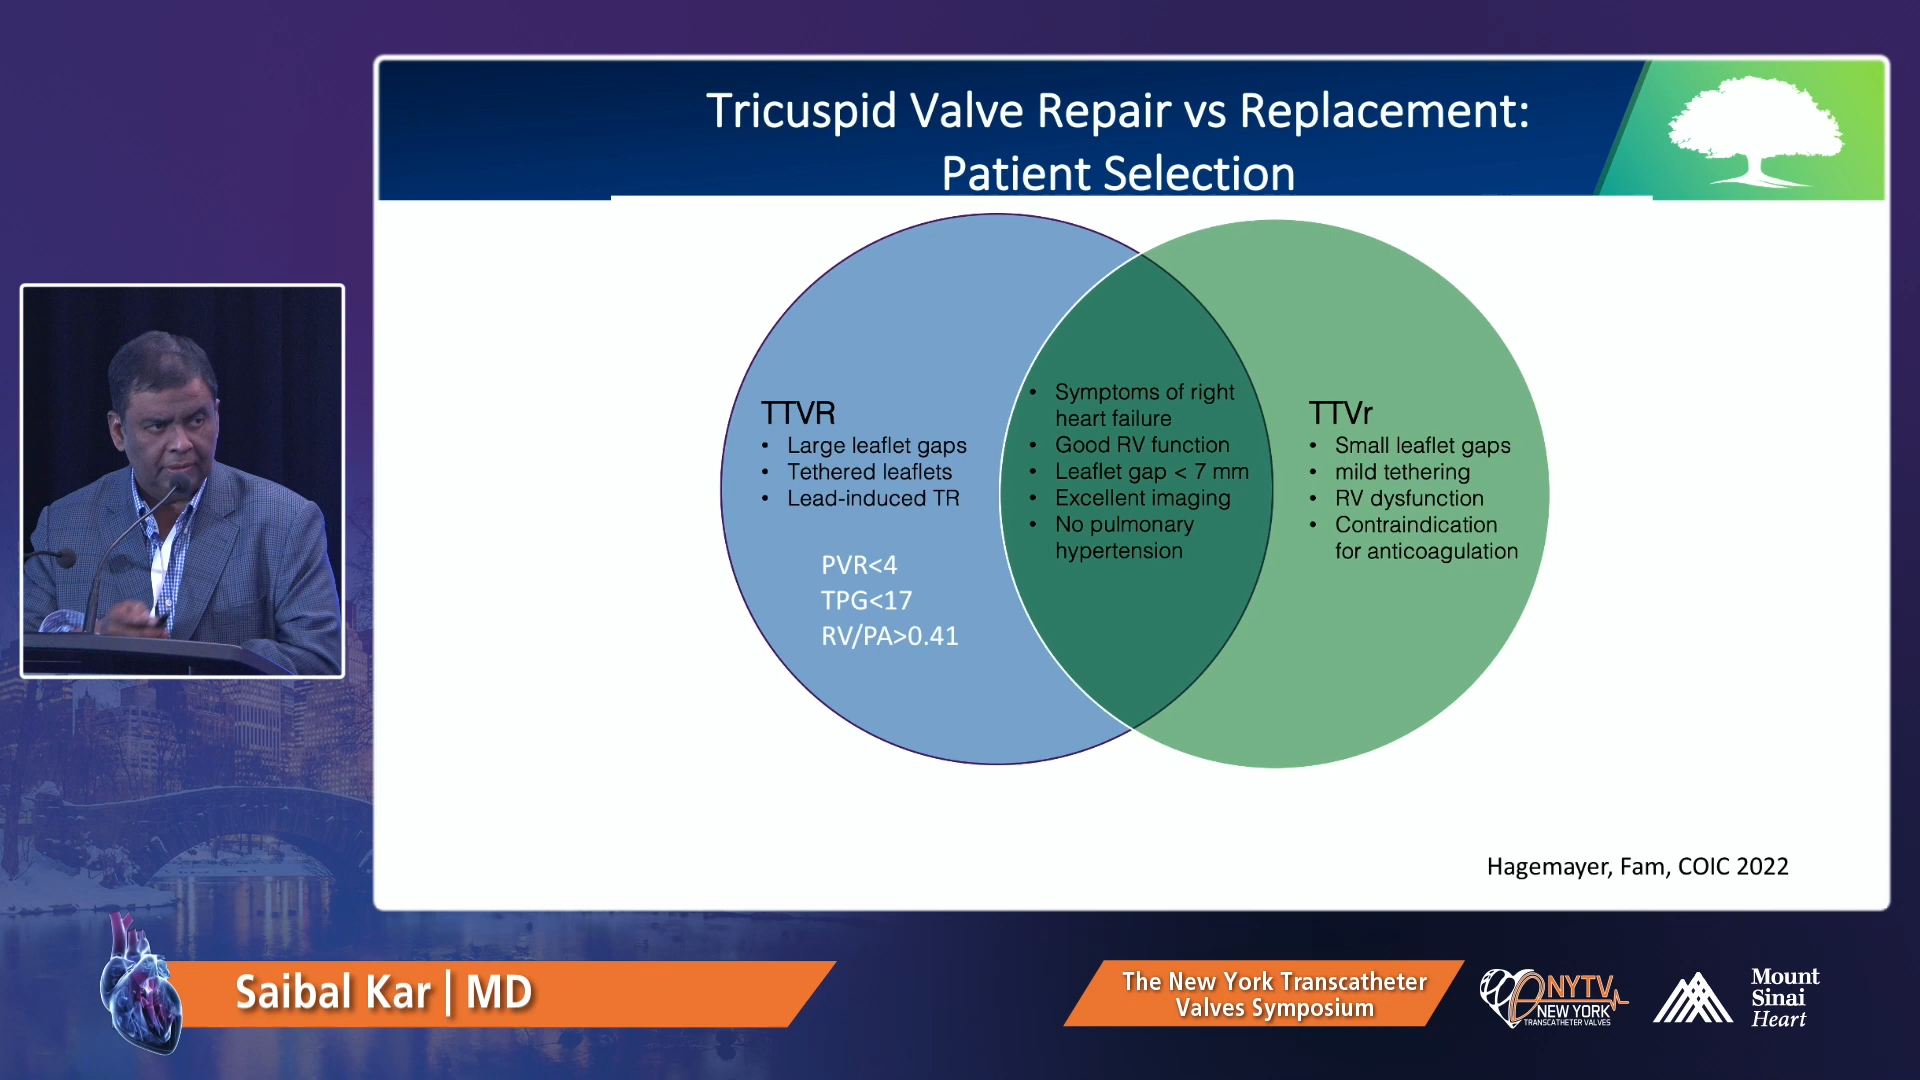 Tricuspid Valve Repair vs Replacement:
Patient Selection
TTVR
• Large leaflet gaps
• Tethered leaflets
• Lead-induced TR
PVR<4
TPG<17
RV/PA>0.41
• Symptoms of right
heart failure
• Good RV function
• Leaflet gap < 7 mm
• Excellent imaging
• No pulmonary
hypertension
TTVr
• Small leaflet gaps
• mild tethering
• RV dysfunction
• Contraindication
for anticoagulation
Hagemayer, Fam, COIC 2022
Saibal Kar | MD
The New York Transcatheter
Valves Symposium
NYTV
NEW YORK
TRANSCATHETER VALVES
Mount
Sinai
Heart